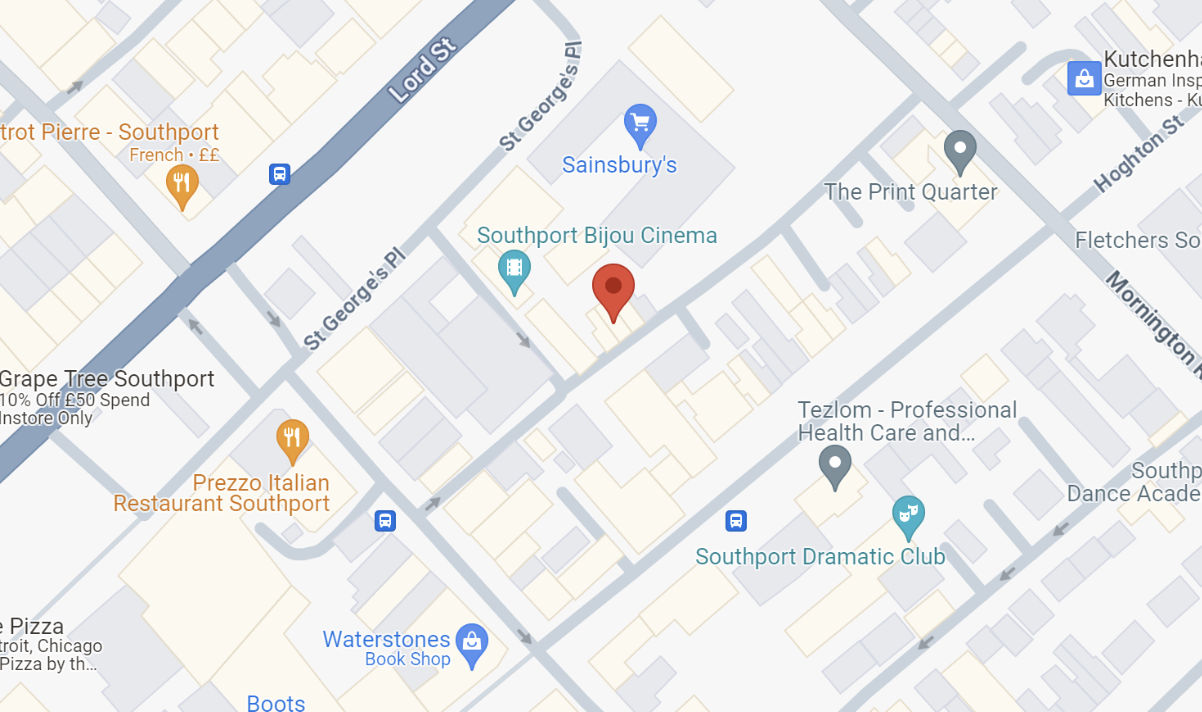 Lord St
St George's Pl
Kutchenha
German Insp
Kitchens - Ku
trot Pierre - Southport
French • ££
Sainsbury's
Hoghton St
The Print Quarter
Southport Bijou Cinema
Fletchers So
St George's Pl
Mornington R
Grape Tree Southport
10% Off £50 Spend
Instore Only
Tezlom - Professional
Health Care and...
Prezzo Italian
Restaurant Southport
Southp
Dance Acade
Southport Dramatic Club
e Pizza
troit, Chicago
Pizza by th...
Waterstones
Book Shop
Boots